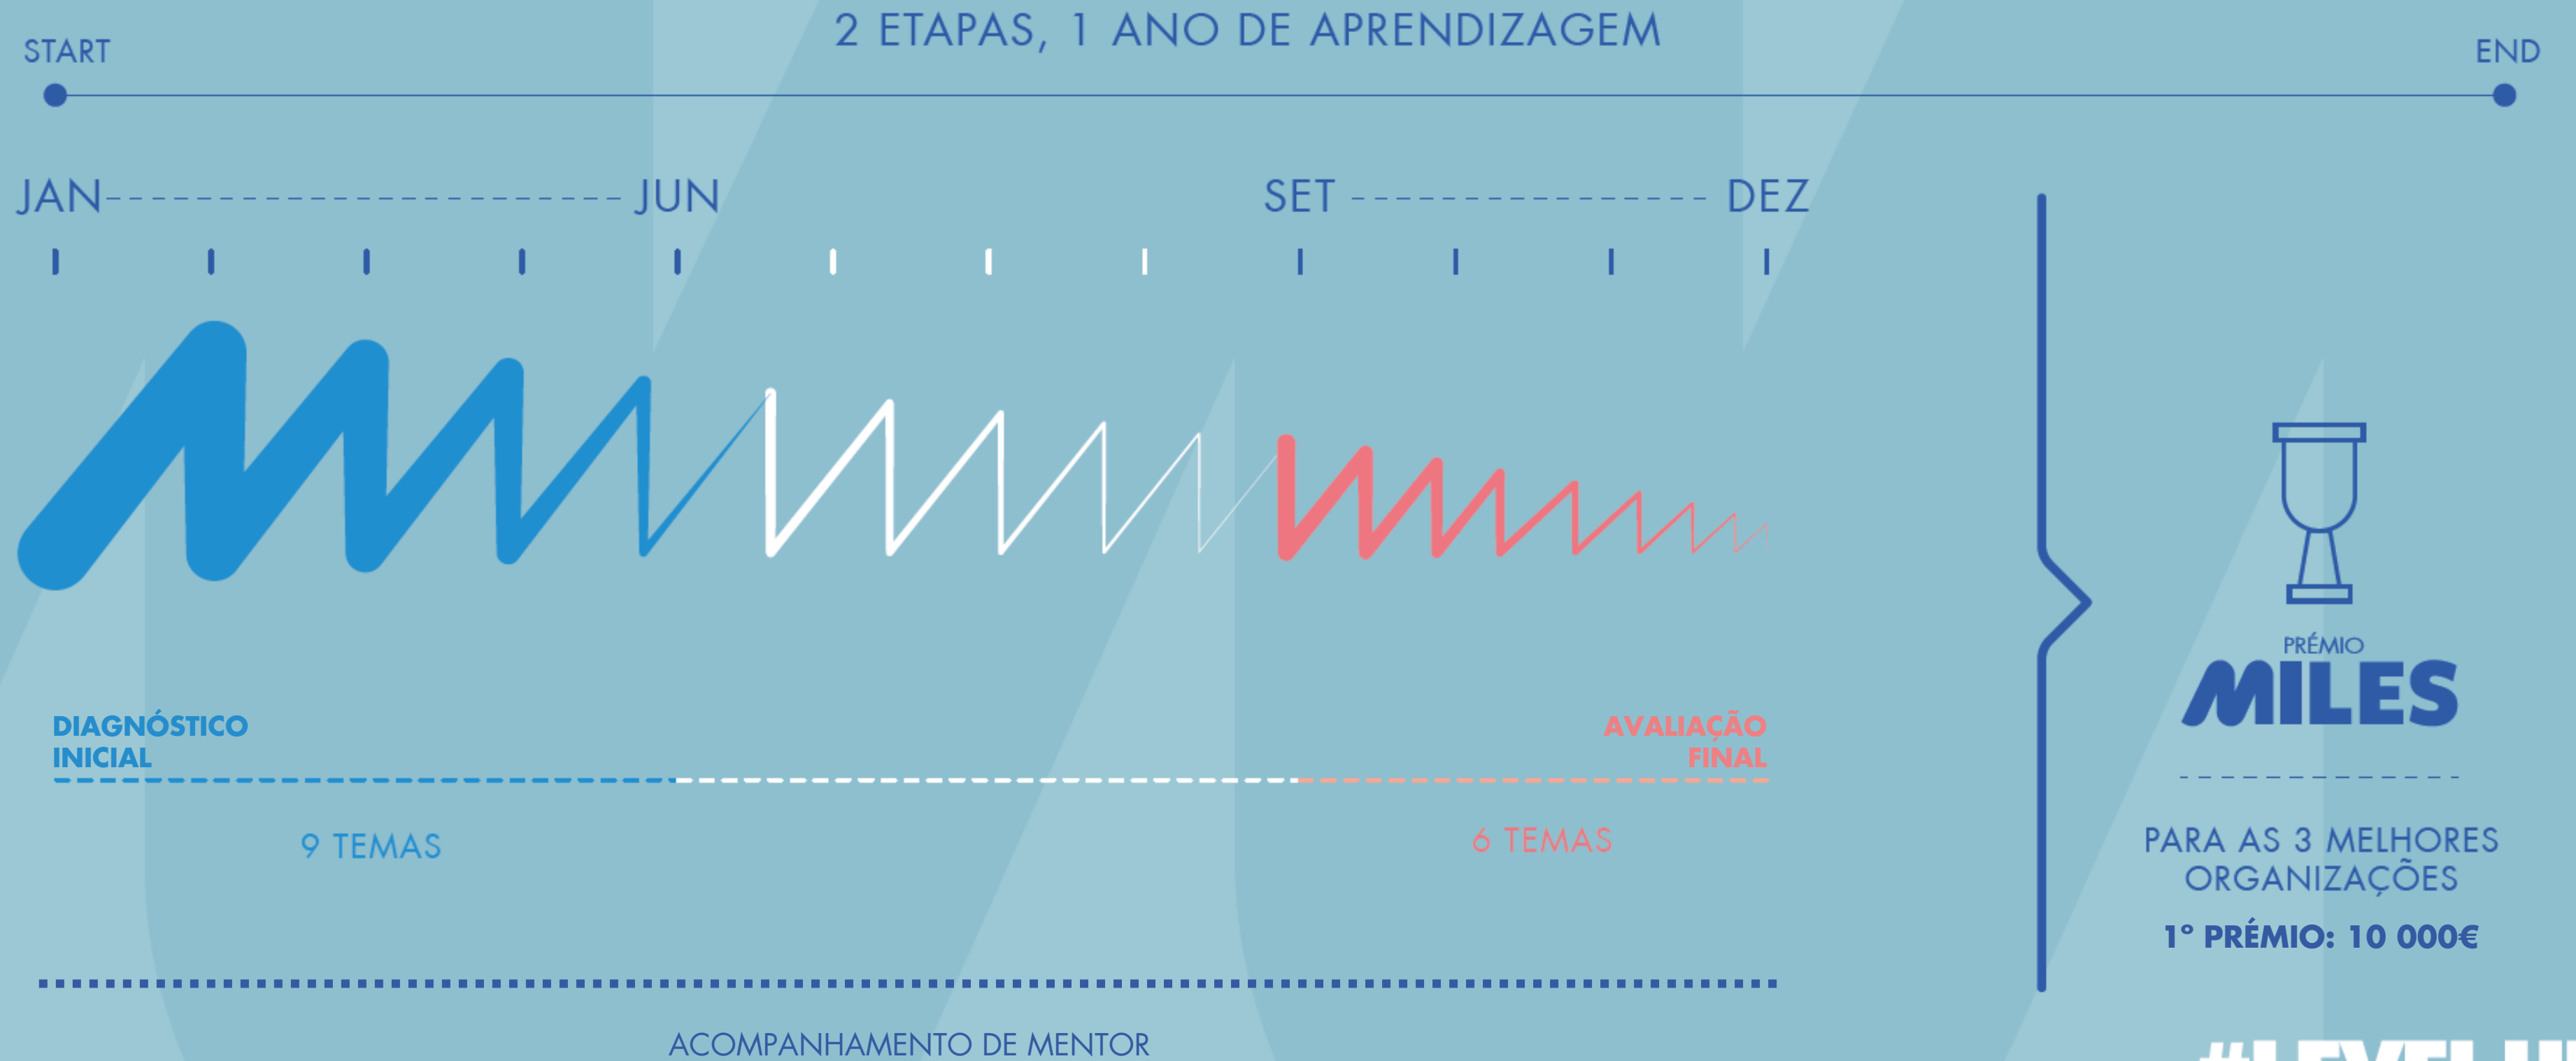 2 ETAPAS, 1 ANO DE APRENDIZAGEM
START
END
JAN
JUN
SET
DEZ
DIAGNÓSTICO
INICIAL
AVALIAÇÃO
FINAL
9 TEMAS
6 TEMAS
ACOMPANHAMENTO DE MENTOR
PRÉMIO
MILES
PARA AS 3 MELHORES
ORGANIZAÇÕES
1º PRÉMIO: 10 000€